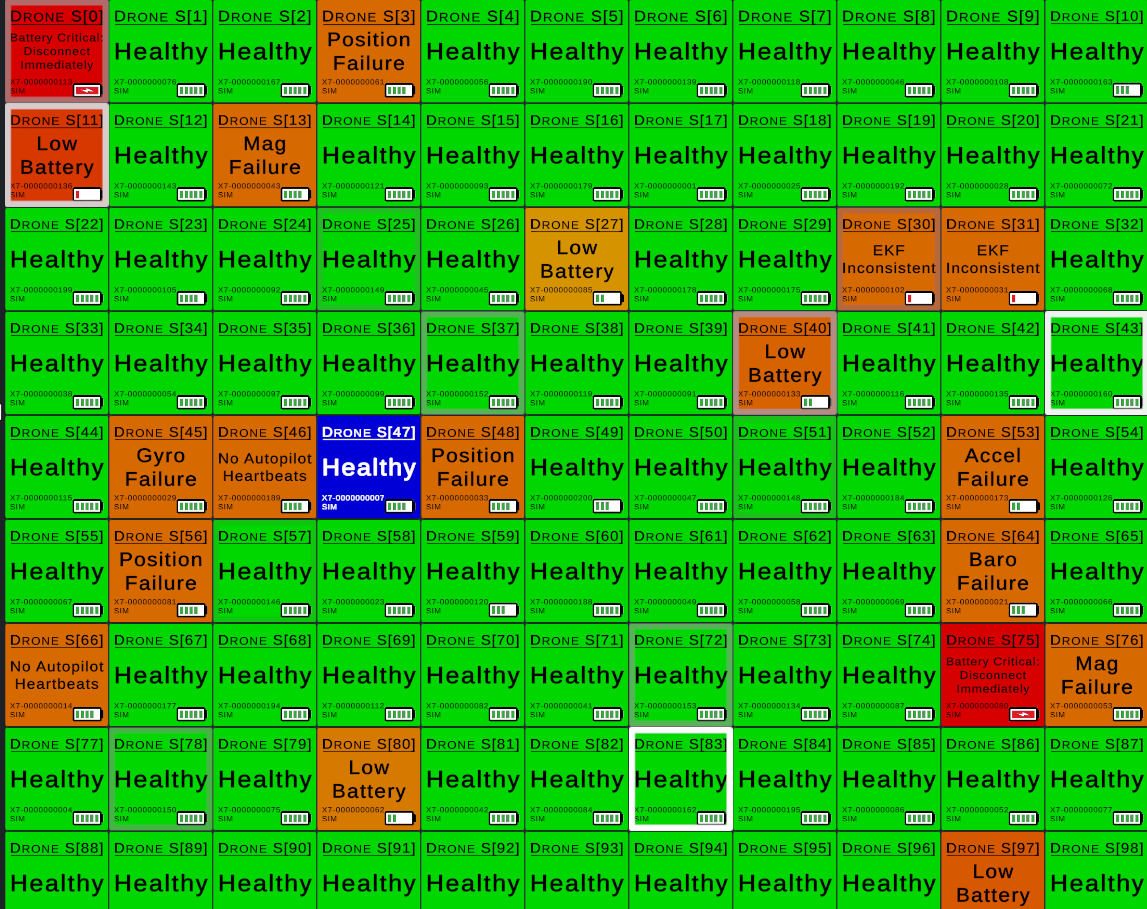 Drone S[0]
Battery Critical:
Disconnect
Immediately
X7-0000000113
SIM
Drone S[1]
Healthy
X7-0000000076
SIM
Drone S[2]
Healthy
X7-0000000167
SIM
Drone S[3]
Position
Failure
X7-0000000061
SIM
Drone S[4]
Healthy
X7-0000000056
SIM
Drone S[5]
Healthy
X7-0000000190
SIM
Drone S[6]
Healthy
X7-0000000139
SIM
Drone S[7]
Healthy
X7-0000000118
SIM
Drone S[8]
Healthy
X7-0000000046
SIM
Drone S[9]
Healthy
X7-0000000108
SIM
Drone S[10]
Healthy
X7-0000000163
SIM
Drone S[11]
Low
Battery
X7-0000000136
SIM
Drone S[12]
Healthy
X7-0000000143
SIM
Drone S[13]
Mag
Failure
X7-0000000043
SIM
Drone S[14]
Healthy
X7-0000000121
SIM
Drone S[15]
Healthy
X7-0000000093
SIM
Drone S[16]
Healthy
X7-0000000179
SIM
Drone S[17]
Healthy
X7-0000000001
SIM
Drone S[18]
Healthy
X7-0000000025
SIM
Drone S[19]
Healthy
X7-0000000192
SIM
Drone S[20]
Healthy
X7-0000000028
SIM
Drone S[21]
Healthy
X7-0000000072
SIM
Drone S[22]
Healthy
X7-0000000199
SIM
Drone S[23]
Healthy
X7-0000000105
SIM
Drone S[24]
Healthy
X7-0000000092
SIM
Drone S[25]
Healthy
X7-0000000149
SIM
Drone S[26]
Healthy
X7-0000000045
SIM
Drone S[27]
Low
Battery
X7-0000000085
SIM
Drone S[28]
Healthy
X7-0000000178
SIM
Drone S[29]
Healthy
X7-0000000175
SIM
Drone S[30]
EKF
Inconsistent
X7-0000000102
SIM
Drone S[31]
EKF
Inconsistent
X7-0000000031
SIM
Drone S[32]
Healthy
X7-0000000068
SIM
Drone S[33]
Healthy
X7-0000000038
SIM
Drone S[34]
Healthy
X7-0000000054
SIM
Drone S[35]
Healthy
X7-0000000097
SIM
Drone S[36]
Healthy
X7-0000000099
SIM
Drone S[37]
Healthy
X7-0000000152
SIM
Drone S[38]
Healthy
X7-0000000119
SIM
Drone S[39]
Healthy
X7-0000000091
SIM
Drone S[40]
Low
Battery
X7-0000000133
SIM
Drone S[41]
Healthy
X7-0000000116
SIM
Drone S[42]
Healthy
X7-0000000135
SIM
Drone S[43]
Healthy
X7-0000000160
SIM
Drone S[44]
Healthy
X7-0000000115
SIM
Drone S[45]
Gyro
Failure
X7-0000000029
SIM
Drone S[46]
No Autopilot
Heartbeats
X7-0000000189
SIM
Drone S[47]
Healthy
X7-0000000007
SIM
Drone S[48]
Position
Failure
X7-0000000033
SIM
Drone S[49]
Healthy
X7-0000000200
SIM
Drone S[50]
Healthy
X7-0000000047
SIM
Drone S[51]
Healthy
X7-0000000148
SIM
Drone S[52]
Healthy
X7-0000000184
SIM
Drone S[53]
Accel
Failure
X7-0000000173
SIM
Drone S[54]
Healthy
X7-0000000126
SIM
Drone S[55]
Healthy
X7-0000000067
SIM
Drone S[56]
Position
Failure
X7-0000000081
SIM
Drone S[57]
Healthy
X7-0000000146
SIM
Drone S[58]
Healthy
X7-0000000023
SIM
Drone S[59]
Healthy
X7-0000000120
SIM
Drone S[60]
Healthy
X7-0000000188
SIM
Drone S[61]
Healthy
X7-0000000049
SIM
Drone S[62]
Healthy
X7-0000000058
SIM
Drone S[63]
Healthy
X7-0000000069
SIM
Drone S[64]
Baro
Failure
X7-0000000021
SIM
Drone S[65]
Healthy
X7-0000000066
SIM
Drone S[66]
No Autopilot
Heartbeats
X7-0000000014
SIM
Drone S[67]
Healthy
X7-0000000177
SIM
Drone S[68]
Healthy
X7-0000000194
SIM
Drone S[69]
Healthy
X7-0000000112
SIM
Drone S[70]
Healthy
X7-0000000082
SIM
Drone S[71]
Healthy
X7-0000000041
SIM
Drone S[72]
Healthy
X7-0000000153
SIM
Drone S[73]
Healthy
X7-0000000134
SIM
Drone S[74]
Healthy
X7-0000000087
SIM
Drone S[75]
Battery Critical:
Disconnect
Immediately
SIM
Drone S[76]
Mag
Failure
X7-0000000053
SIM
Drone S[77]
Healthy
X7-0000000004
SIM
Drone S[78]
Healthy
X7-0000000150
SIM
Drone S[79]
Healthy
X7-0000000075
SIM
Drone S[80]
Low
Battery
X7-0000000062
SIM
Drone S[81]
Healthy
X7-0000000042
SIM
Drone S[82]
Healthy
X7-0000000084
SIM
Drone S[83]
Healthy
X7-0000000162
SIM
Drone S[84]
Healthy
X7-0000000195
SIM
Drone S[85]
Healthy
X7-0000000086
SIM
Drone S[86]
Healthy
X7-0000000052
SIM
Drone S[87]
Healthy
X7-0000000077
SIM
Drone S[88]
Healthy
Drone S[89]
Healthy
Drone S[90]
Healthy
Drone S[91]
Healthy
Drone S[92]
Healthy
Drone S[93]
Healthy
Drone S[94]
Healthy
Drone S[95]
Healthy
Drone S[96]
Healthy
Drone S[97]
Low
Battery
Drone S[98]
Healthy